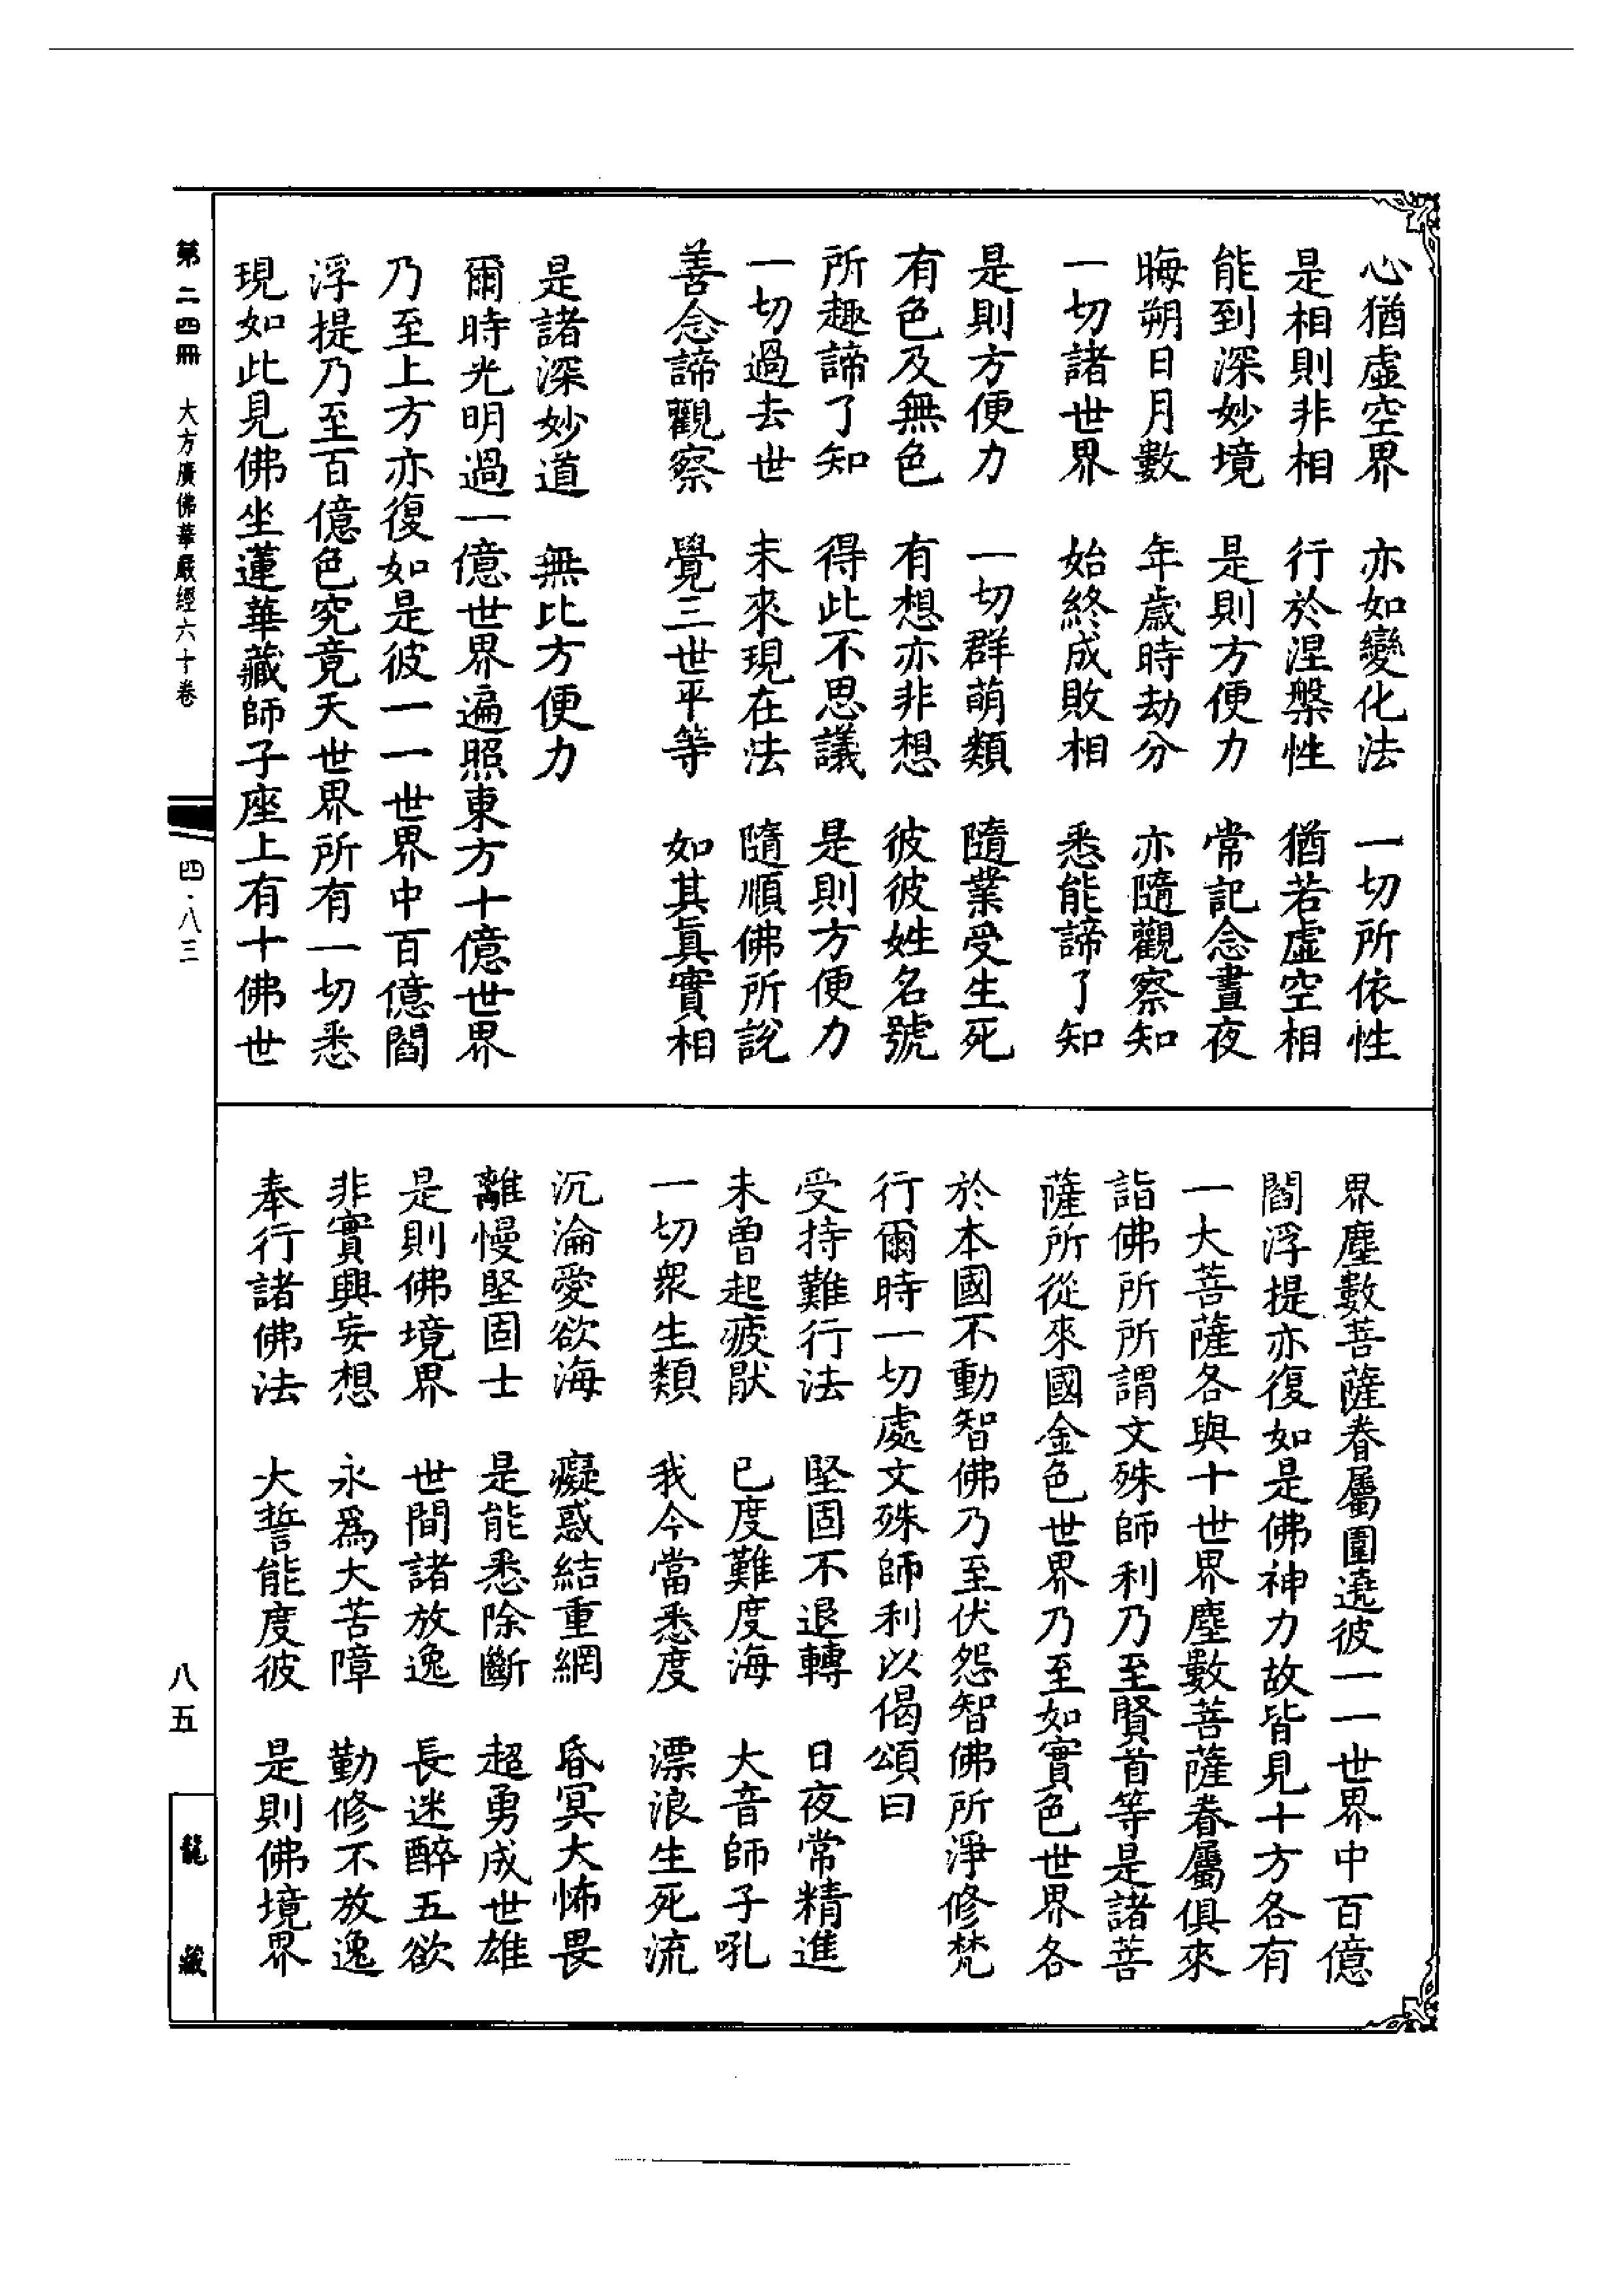 心猶虛空界　亦如變化法　一切所依性
是相則非相　行於涅槃性　猶若虛空相
能到深妙境　是則方便力　常記念晝夜
晦朔日月數　年歲時劫分　亦隨觀察知
一切諸世界　始終成敗相　悉能諦了知
是則方便力　一切群萌類　隨業受生死
有色及無色　有想亦非想　彼彼姓名號
所趣諦了知　得此不思議　是則方便力
一切過去世　未來現在法　隨順佛所說
善念諦觀察　覺三世平等　如其眞實相
是諸深妙道　無比方便力
爾時光明過一億世界遍照東方十億世界
乃至上方亦復如是彼一一世界中百億閻
浮提乃至百億色究竟天世界所有一切悉
現如此見佛坐蓮華藏師子座上有十佛世
界塵數菩薩眷屬圍遶彼一一世界中百億
閻浮提亦復如是佛神力故皆見十方各有
一大菩薩各與十世界塵數菩薩眷屬俱來
詣佛所所謂文殊師利乃至賢首等是諸菩
薩所從來國金色世界乃至如實色世界各
於本國不動智佛乃至伏怨智佛所淨修梵
行爾時一切處文殊師利以偈頌曰
受持難行法　堅固不退轉　日夜常精進
未曾起疲厭　已度難度海　大音師子吼
一切眾生類　我今當悉度　漂浪生死流
沉淪愛欲海　癡惑結重網　昏冥大怖畏
離慢堅固士　是能悉除斷　超勇成世雄
是則佛境界　世間諸放逸　長迷醉五欲
非實興妄想　永爲大苦障　勤修不放逸
奉行諸佛法　大誓能度彼　是則佛境界
第二四冊　大方廣佛華嚴經六十卷
四·八三
八五
龍藏